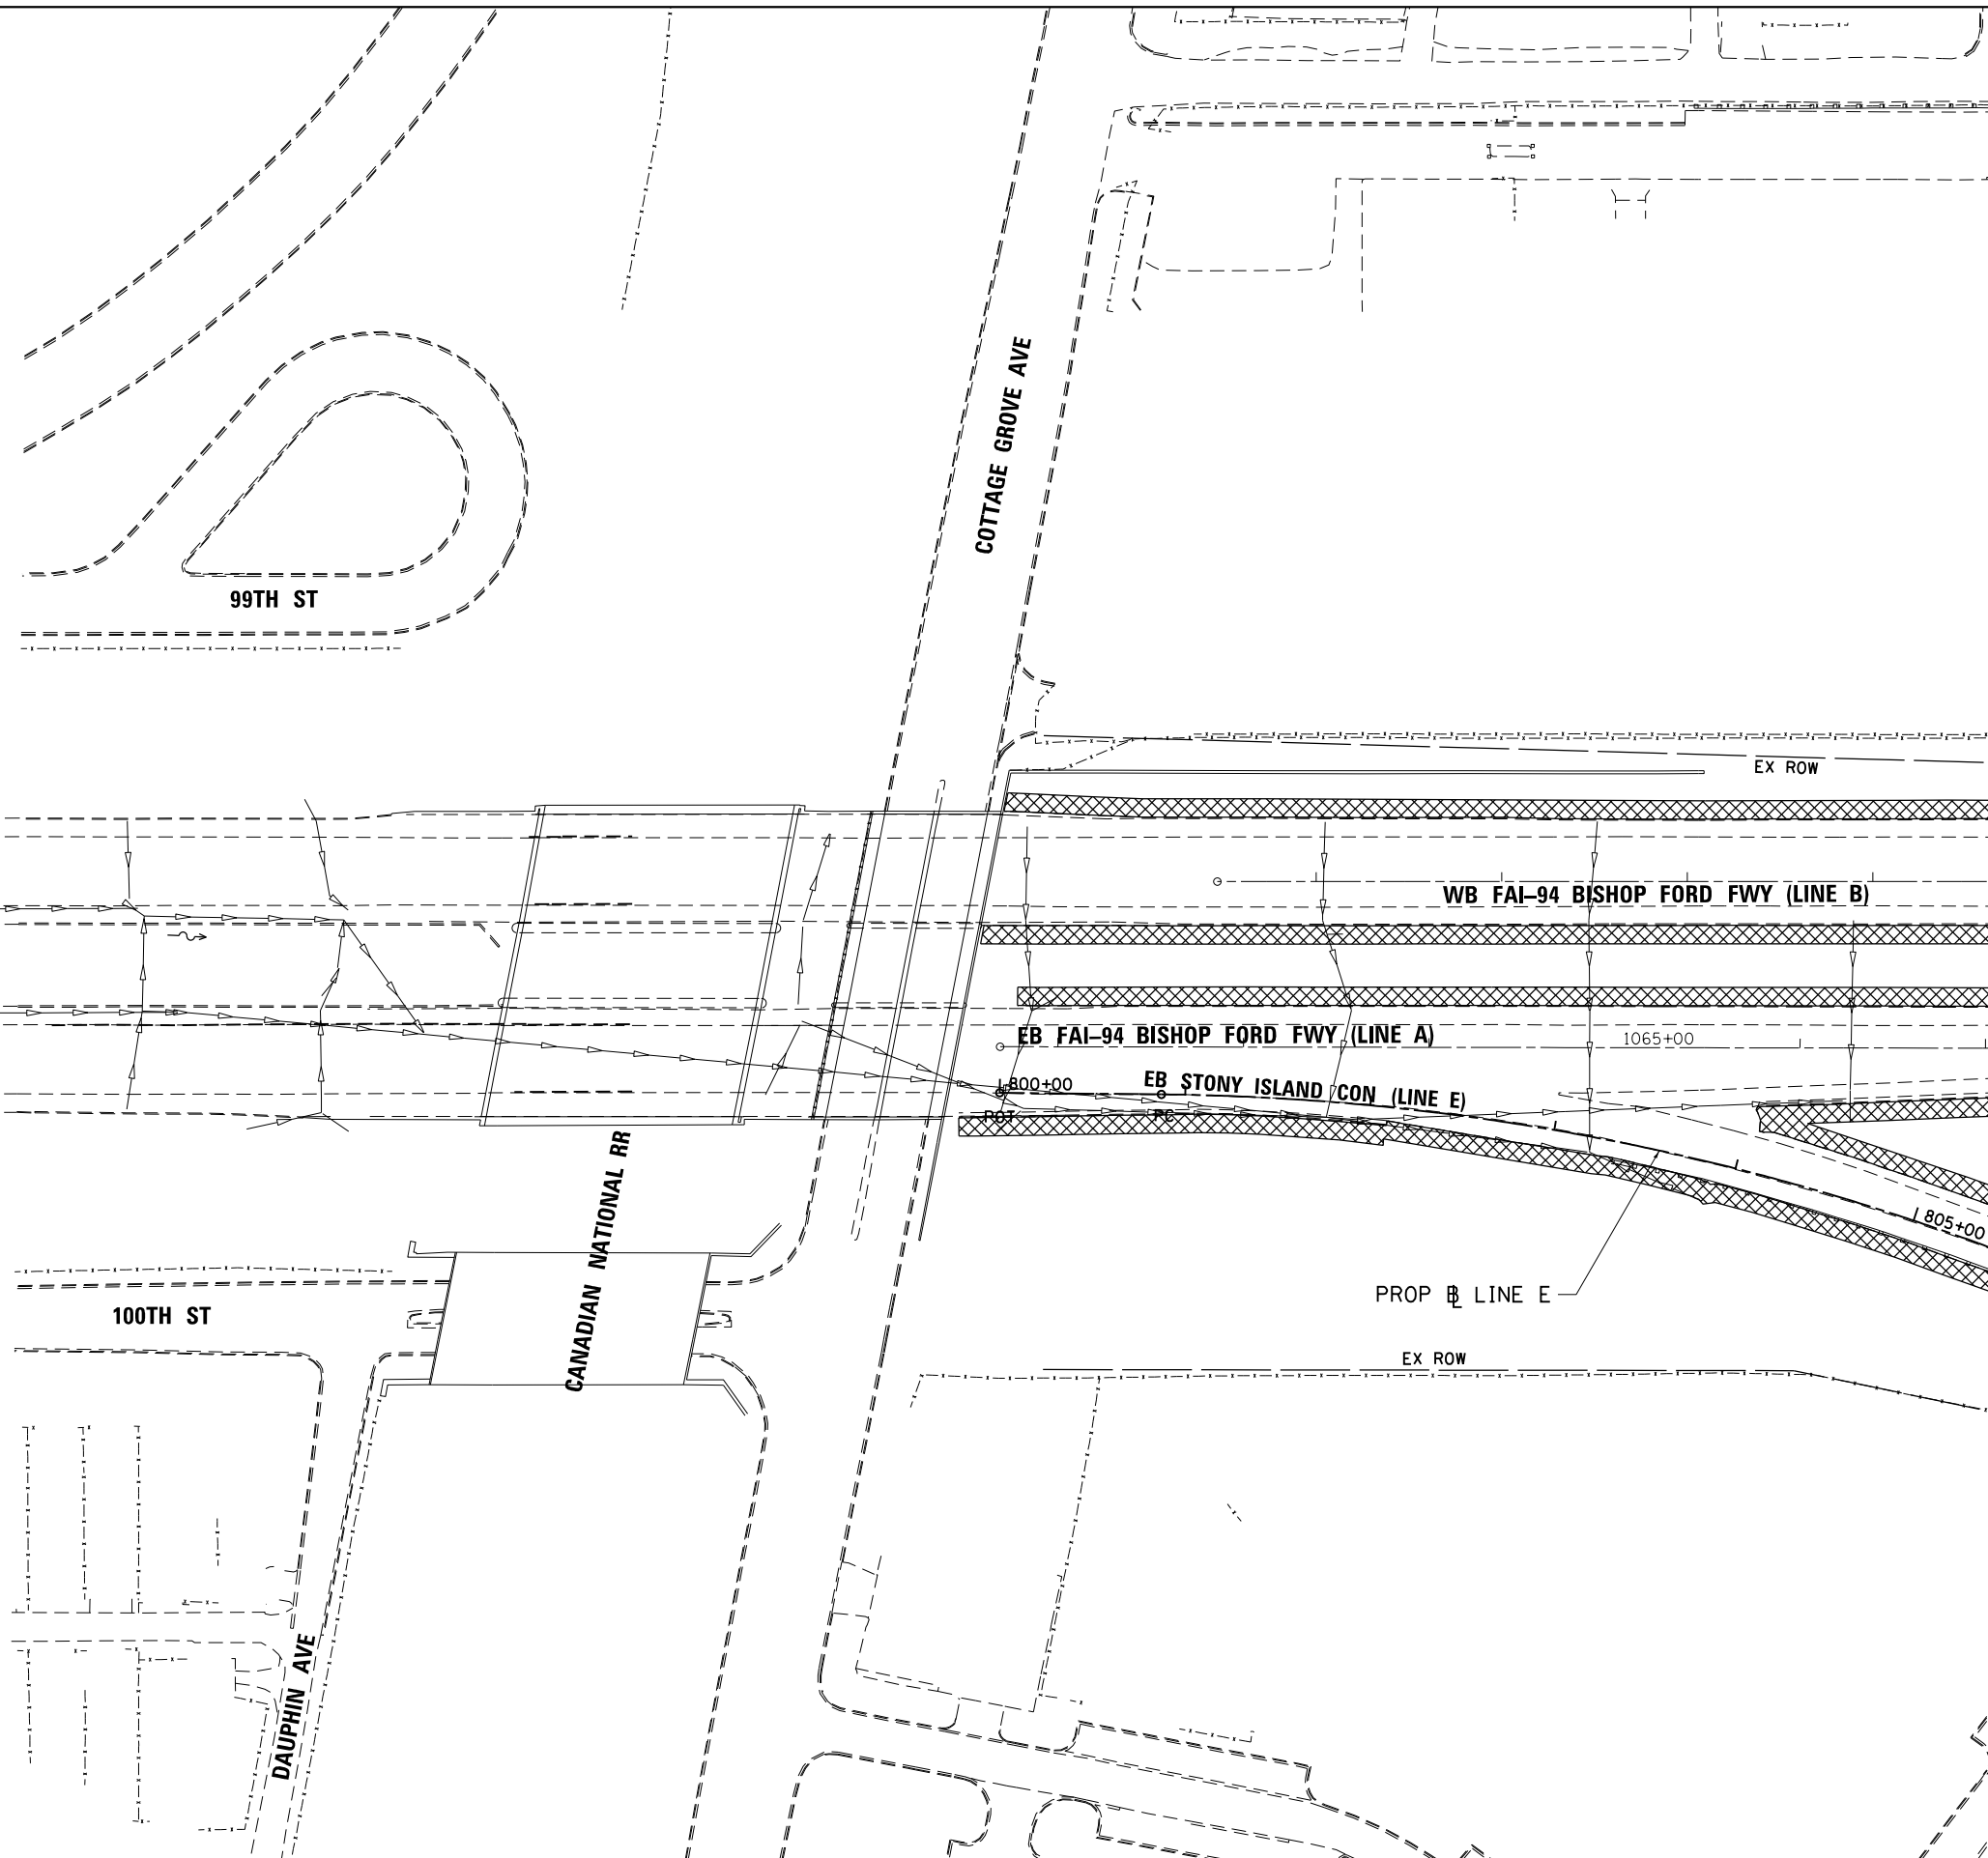 COTTAGE GROVE AVE
99TH ST
EX ROW
WB FAI–94 BISHOP FORD FWY (LINE B)
EB FAI–94 BISHOP FORD FWY (LINE A)
1065+00
800+00
EB STONY ISLAND CON (LINE E)
POT
PC
805+00
CANADIAN NATIONAL RR
PROP BL LINE E
100TH ST
EX ROW
DAUPHIN AVE